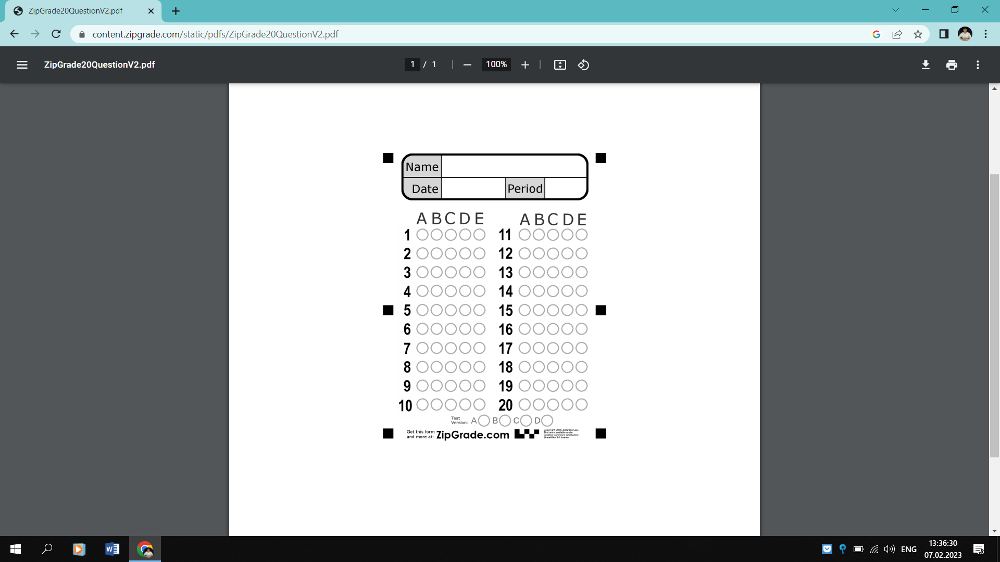 ZipGrade20QuestionV2.pdf
content.zipgrade.com/static/pdfs/ZipGrade20QuestionV2.pdf
ZipGrade20QuestionV2.pdf 1 / 1 100%
Name
Date Period
A B C D E A B C D E
1 11
2 12
3 13
4 14
5 15
6 16
7 17
8 18
9 19
10 20
Test
Version: A B C D
Get this form
and more at: ZipGrade.com
Copyright 2015 ZipGrade LLC.
This work available under
Creative Commons Attribution-
ShareAlike 3.0 license.
ENG
13:36:30
07.02.2023